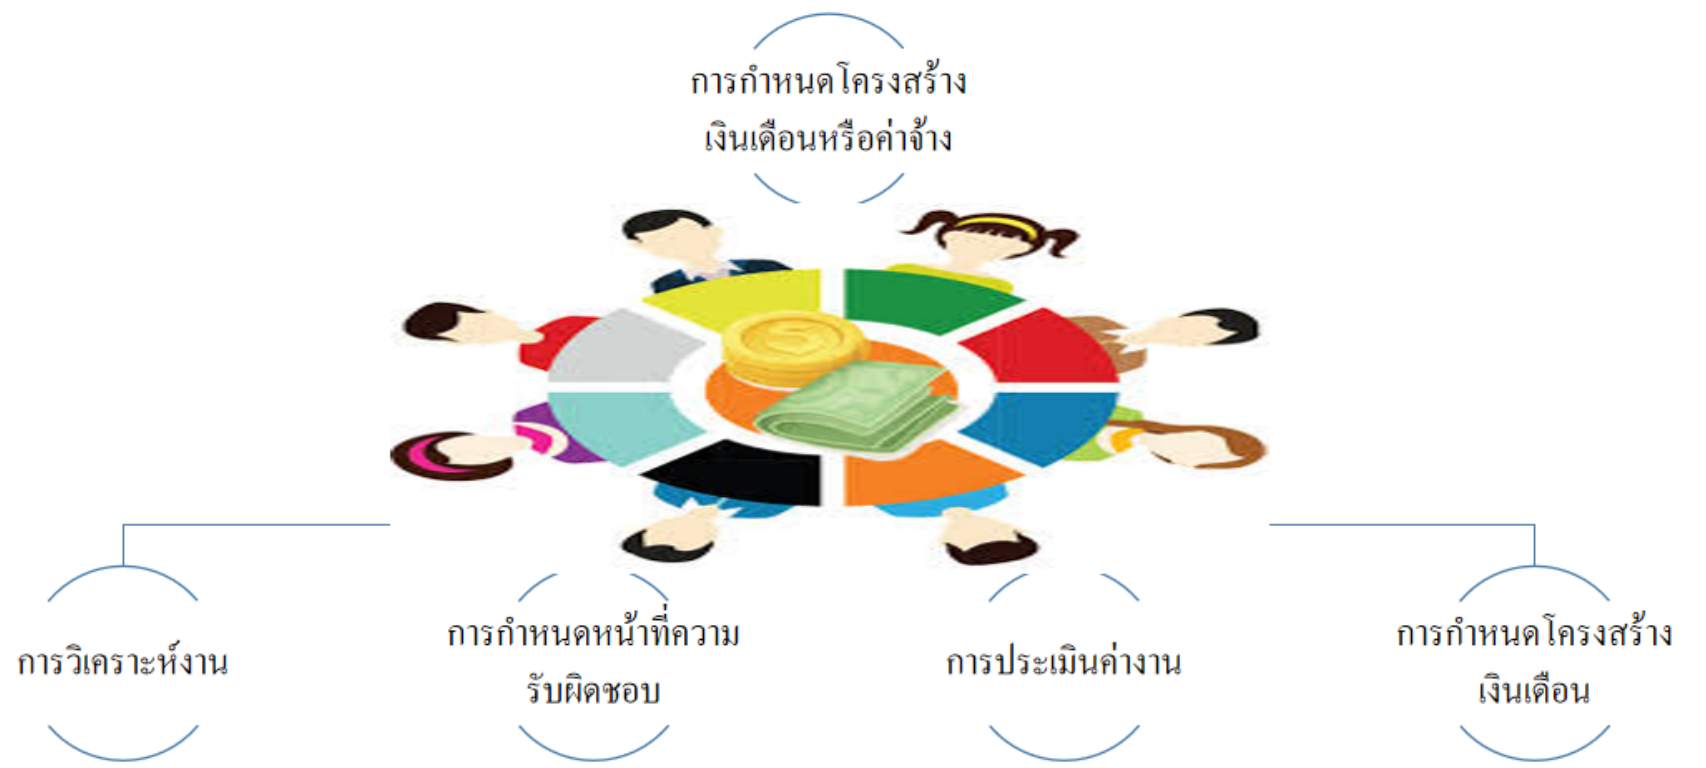 การกำหนดโครงสร้าง
เงินเดือนหรือค่าจ้าง
การวิเคราะห์งาน
การกำหนดหน้าที่ความ
รับผิดชอบ
การประเมินค่างาน
การกำหนดโครงสร้าง
เงินเดือน